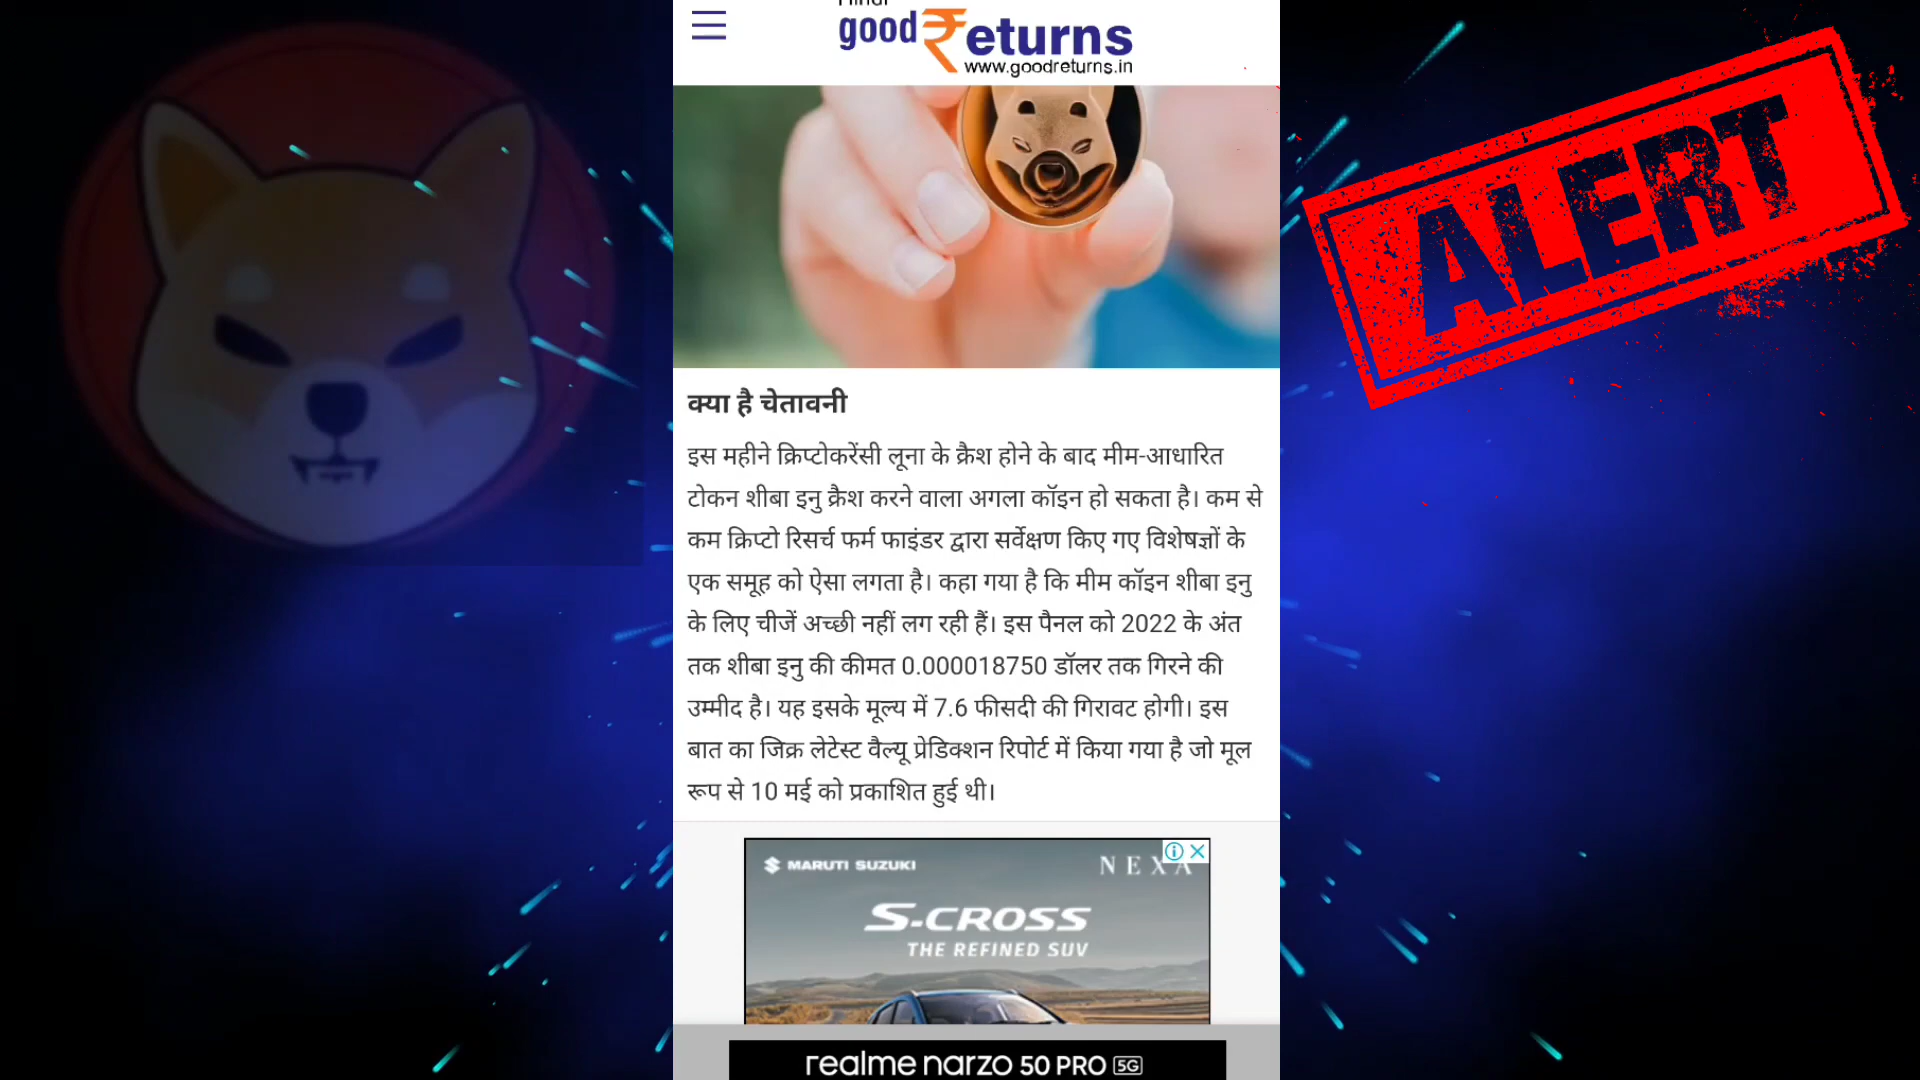 good ₹eturns
www.goodreturns.in
ALERT
क्या है चेतावनी
इस महीने क्रिप्टोकरेंसी लूना के क्रैश होने के बाद मीम-आधारित
टोकन शीबा इनु क्रैश करने वाला अगला कॉइन हो सकता है। कम से
कम क्रिप्टो रिसर्च फर्म फाइंडर द्वारा सर्वेक्षण किए गए विशेषज्ञों के
एक समूह को ऐसा लगता है। कहा गया है कि मीम कॉइन शीबा इनु
के लिए चीजें अच्छी नहीं लग रही हैं। इस पैनल को 2022 के अंत
तक शीबा इनु की कीमत 0.000018750 डॉलर तक गिरने की
उम्मीद है। यह इसके मूल्य में 7.6 फीसदी की गिरावट होगी। इस
बात का जिक्र लेटेस्ट वैल्यू प्रेडिक्शन रिपोर्ट में किया गया है जो मूल
रूप से 10 मई को प्रकाशित हुई थी।
MARUTI SUZUKI
NEXA
S-CROSS
THE REFINED SUV
realme narzo 50 PRO 5G